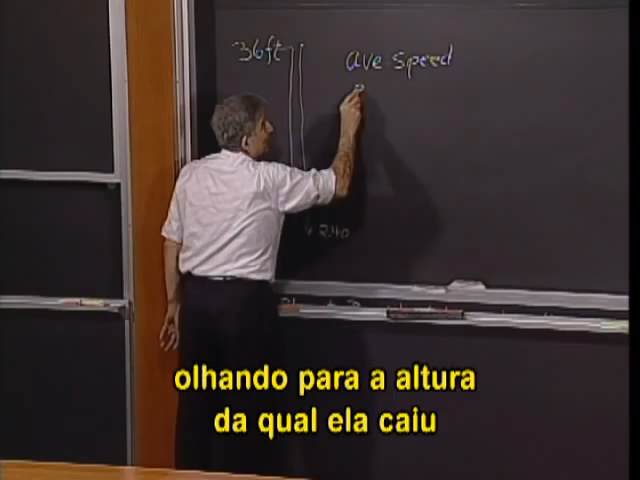 ~36ft
ave speed
olhando para a altura
da qual ela caiu